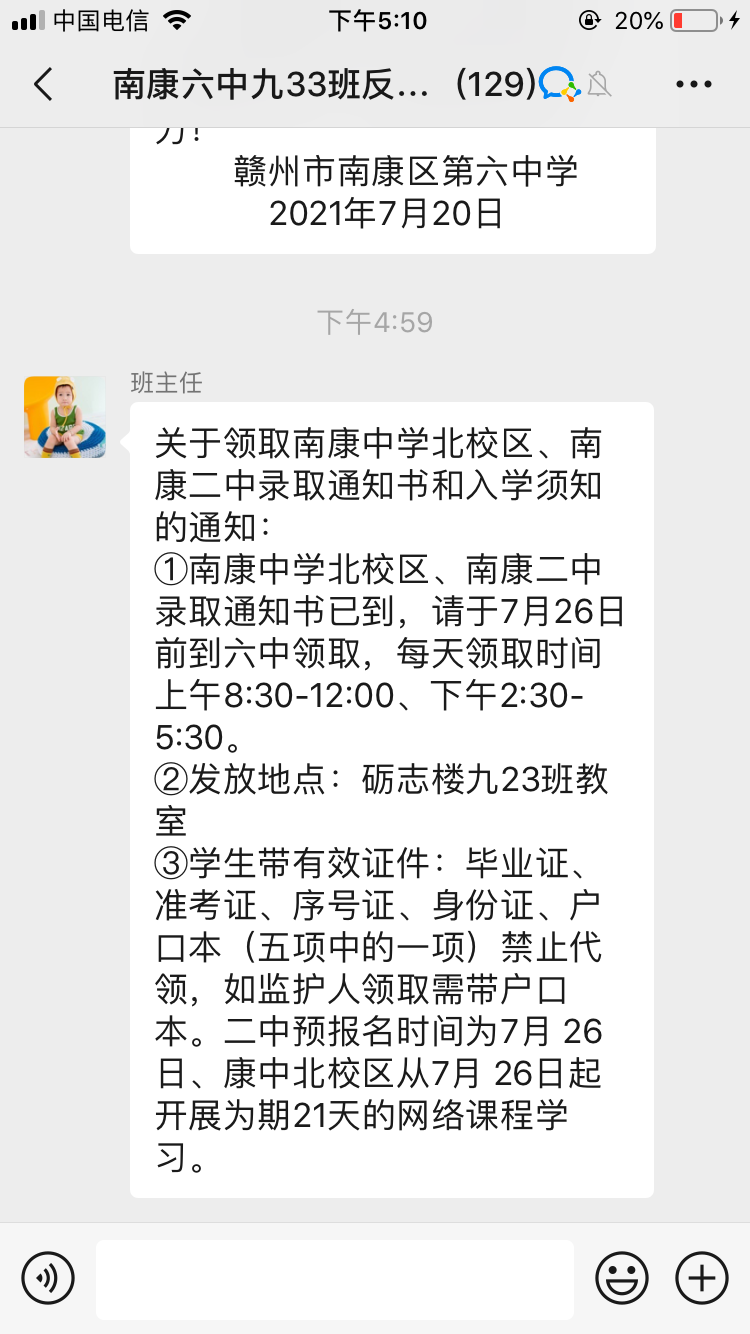 中国电信
下午5:10
20%
南康六中九33班反... (129)
力！
赣州市南康区第六中学
2021年7月20日
下午4:59
班主任
关于领取南康中学北校区、南
康二中录取通知书和入学须知
的通知：
①南康中学北校区、南康二中
录取通知书已到，请于7月26日
前到六中领取，每天领取时间
上午8:30-12:00、下午2:30-
5:30。
②发放地点：砺志楼九23班教
室
③学生带有效证件：毕业证、
准考证、序号证、身份证、户
口本（五项中的一项）禁止代
领，如监护人领取需带户口
本。二中预报名时间为7月 26
日、康中北校区从7月 26日起
开展为期21天的网络课程学
习。